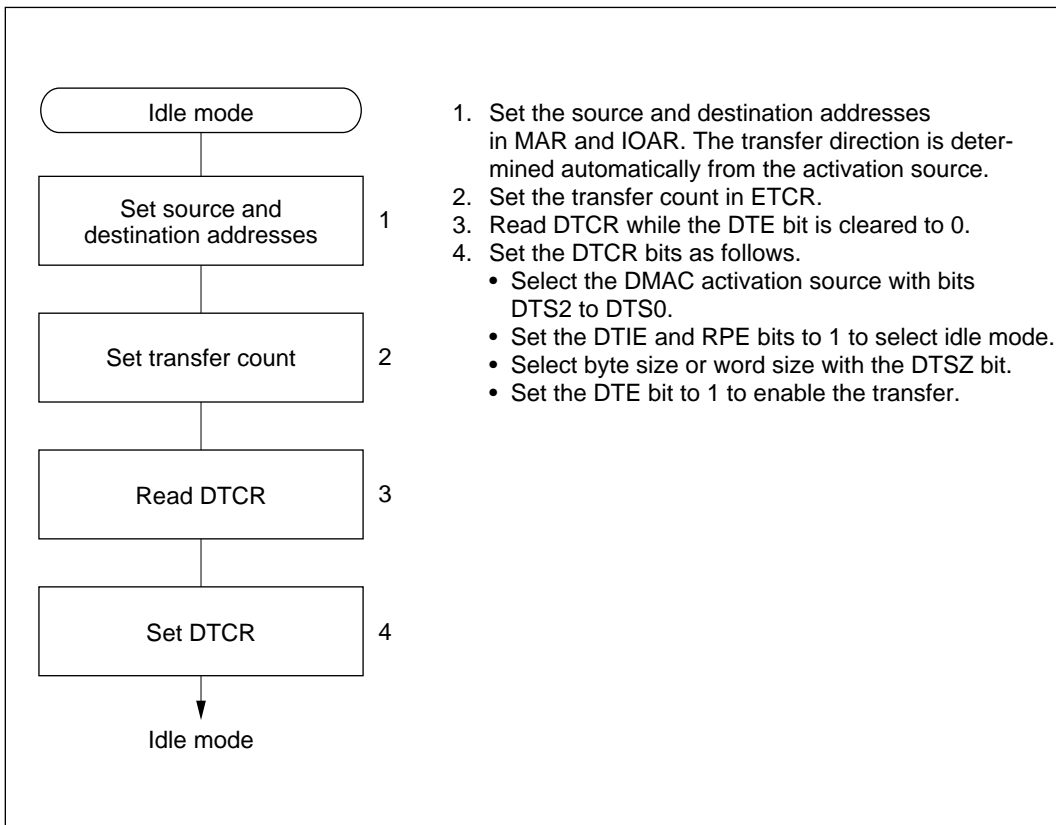 Idle mode
Set source and
destination addresses
1
Set transfer count
2
Read DTCR
3
Set DTCR
4
Idle mode
1. Set the source and destination addresses
in MAR and IOAR. The transfer direction is deter-
mined automatically from the activation source.
2. Set the transfer count in ETCR.
3. Read DTCR while the DTE bit is cleared to 0.
4. Set the DTCR bits as follows.
• Select the DMAC activation source with bits
DTS2 to DTS0.
• Set the DTIE and RPE bits to 1 to select idle mode.
• Select byte size or word size with the DTSZ bit.
• Set the DTE bit to 1 to enable the transfer.